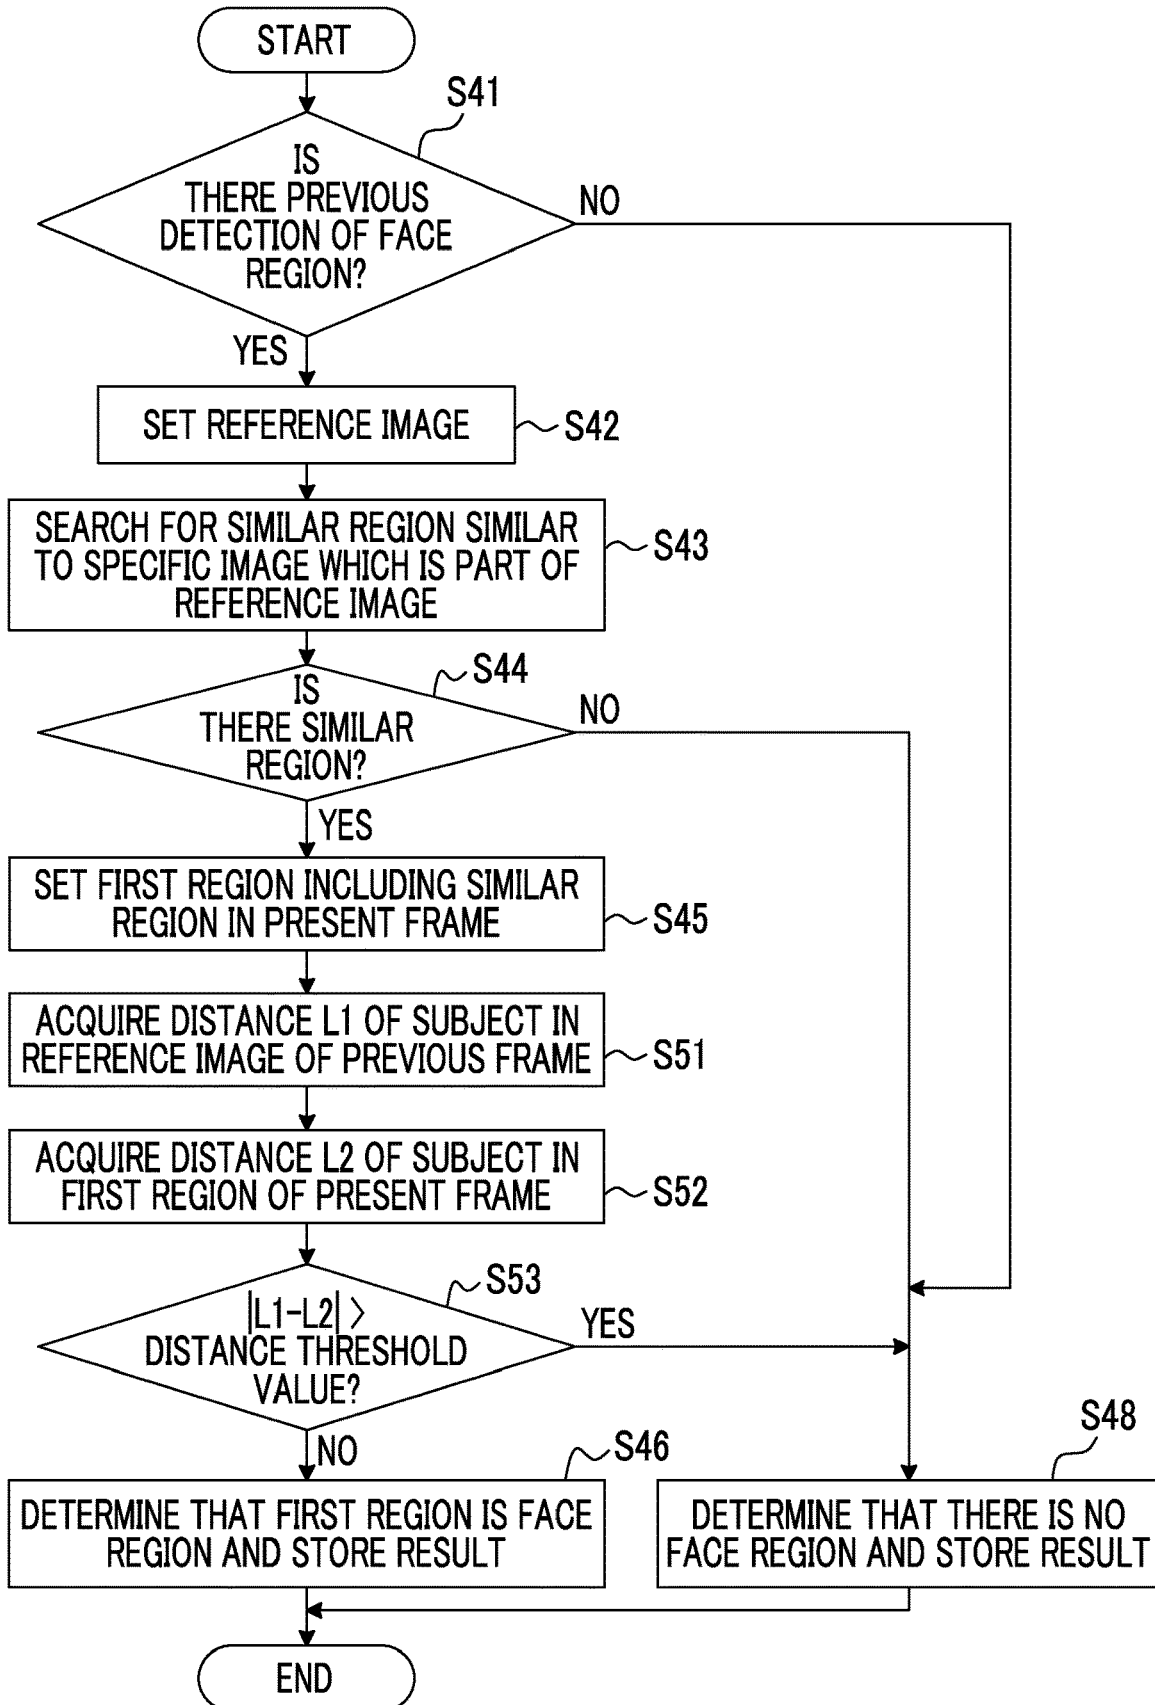 START
S41
IS
THERE PREVIOUS
DETECTION OF FACE
REGION?
NO
YES
SET REFERENCE IMAGE
S42
SEARCH FOR SIMILAR REGION SIMILAR
TO SPECIFIC IMAGE WHICH IS PART OF
REFERENCE IMAGE
S43
S44
IS
THERE SIMILAR
REGION?
NO
YES
SET FIRST REGION INCLUDING SIMILAR
REGION IN PRESENT FRAME
S45
ACQUIRE DISTANCE L1 OF SUBJECT IN
REFERENCE IMAGE OF PREVIOUS FRAME
S51
ACQUIRE DISTANCE L2 OF SUBJECT IN
FIRST REGION OF PRESENT FRAME
S52
S53
|L1-L2| >
DISTANCE THRESHOLD
VALUE?
YES
NO
S46
DETERMINE THAT FIRST REGION IS FACE
REGION AND STORE RESULT
S48
DETERMINE THAT THERE IS NO
FACE REGION AND STORE RESULT
END